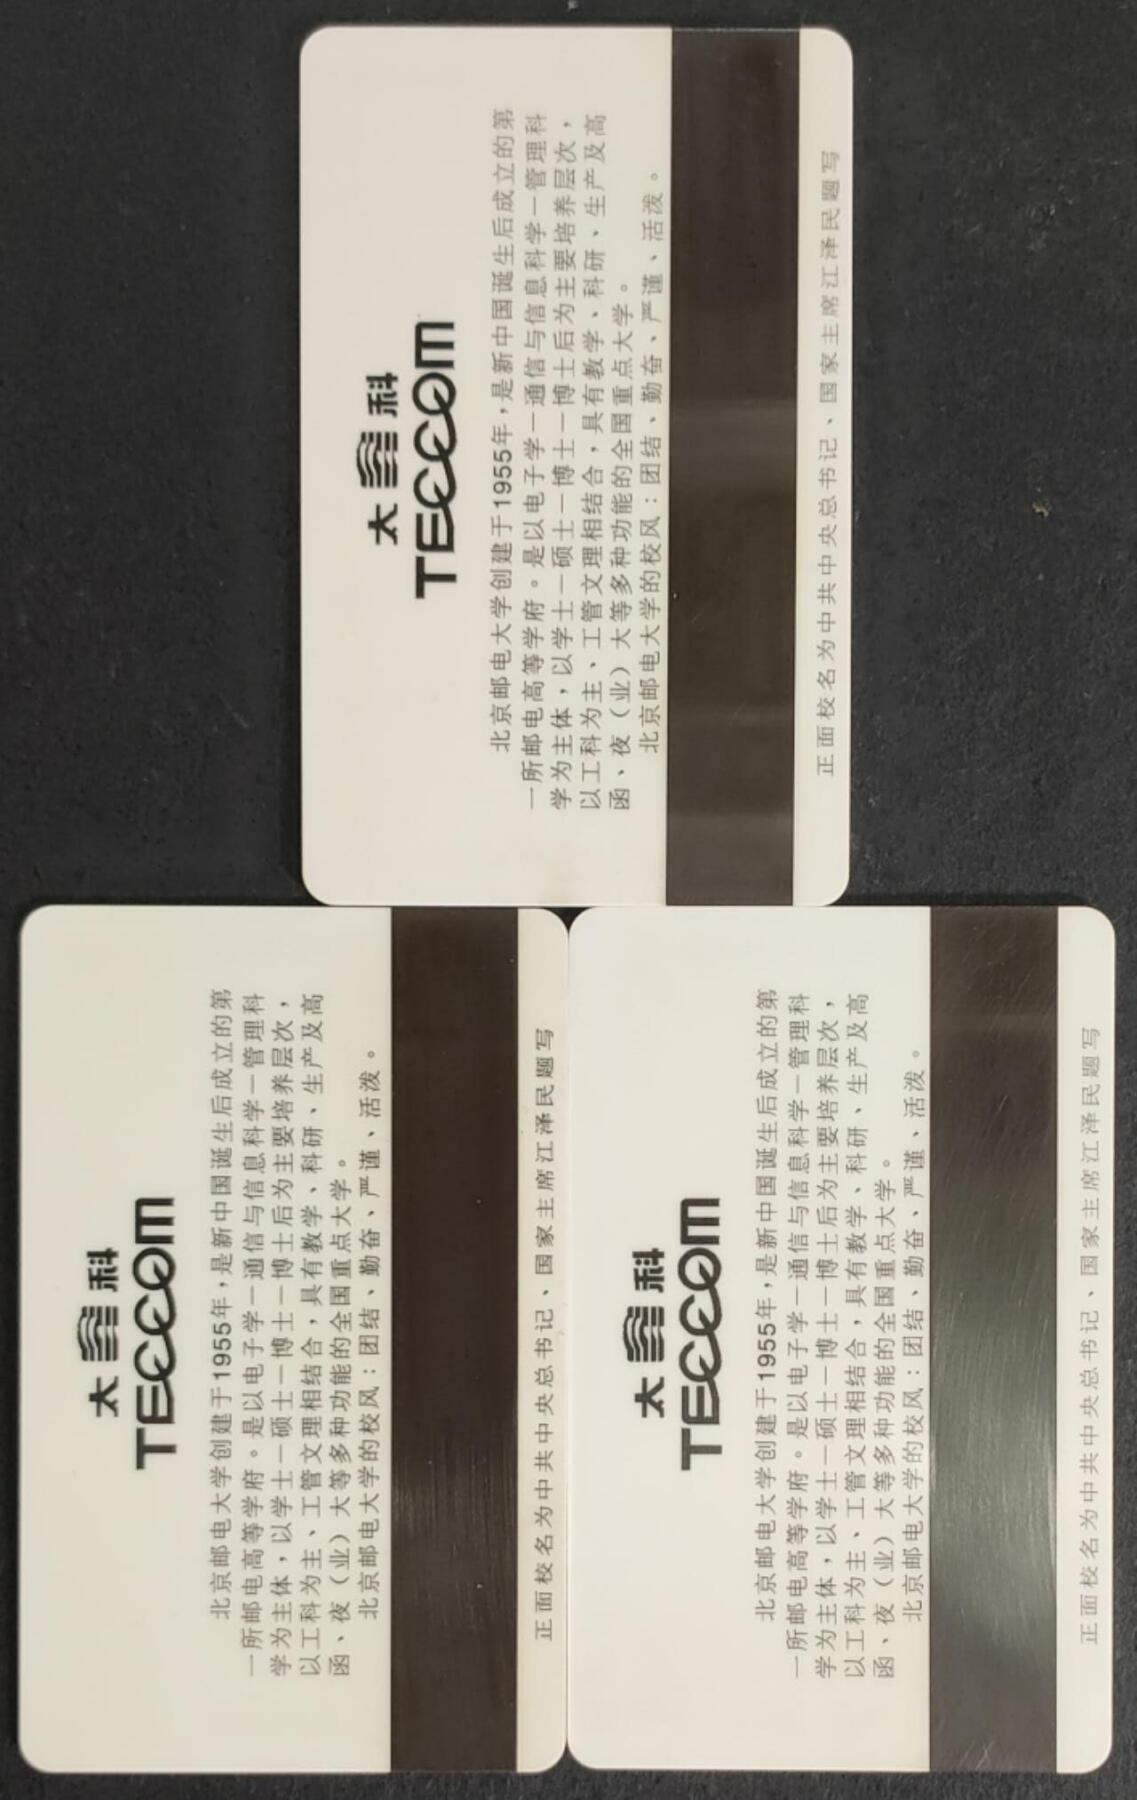 太 科
TECCOM
北京邮电大学创建于1955年,是新中国诞生后成立的第
一所邮电高等学府。是以电子学一通信与信息科学一管理科
学为主体,以学士一硕士一博士一博士后为主要培养层次,
以工科为主、工管文理相结合,具有教学、科研、生产及高
函、夜(业)大等多种功能的全国重点大学。
北京邮电大学的校风:团结、勤奋、严谨、活泼。
正面校名为中共中央总书记、国家主席江泽民题写
太 科
TECCOM
北京邮电大学创建于1955年,是新中国诞生后成立的第
一所邮电高等学府。是以电子学一通信与信息科学一管理科
学为主体,以学士一硕士一博士一博士后为主要培养层次,
以工科为主、工管文理相结合,具有教学、科研、生产及高
函、夜(业)大等多种功能的全国重点大学。
北京邮电大学的校风:团结、勤奋、严谨、活泼。
正面校名为中共中央总书记、国家主席江泽民题写
太 科
TECCOM
北京邮电大学创建于1955年,是新中国诞生后成立的第
一所邮电高等学府。是以电子学一通信与信息科学一管理科
学为主体,以学士一硕士一博士一博士后为主要培养层次,
以工科为主、工管文理相结合,具有教学、科研、生产及高
函、夜(业)大等多种功能的全国重点大学。
北京邮电大学的校风:团结、勤奋、严谨、活泼。
正面校名为中共中央总书记、国家主席江泽民题写